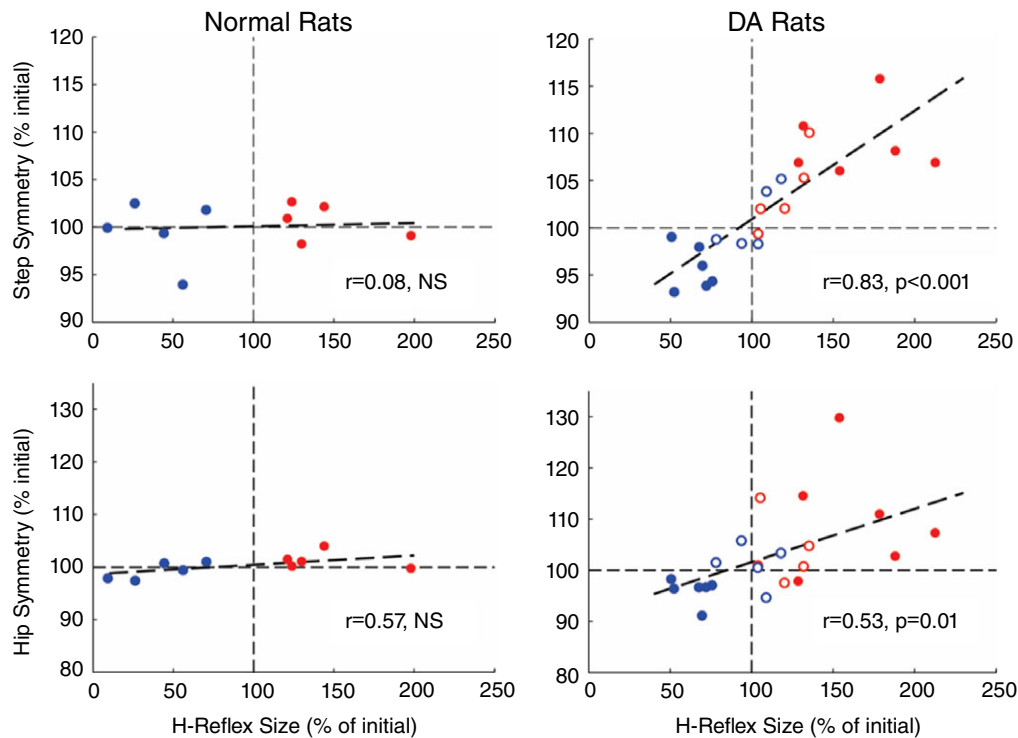 Normal Rats
DA Rats
Step Symmetry (% initial)
120
115
110
105
100
95
90
r=0.08, NS
0 50 100 150 200 250
120
115
110
105
100
95
90
r=0.83, p<0.001
0 50 100 150 200 250
Hip Symmetry (% initial)
130
120
110
100
90
80
r=0.57, NS
0 50 100 150 200 250
H-Reflex Size (% of initial)
130
120
110
100
90
80
r=0.53, p=0.01
0 50 100 150 200 250
H-Reflex Size (% of initial)